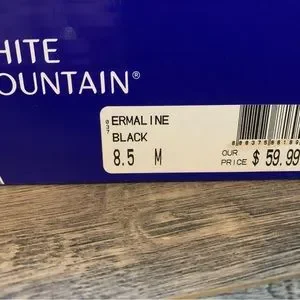 HITE
OUNTAIN®
ERMALINE
BLACK
8.5 M
OUR
PRICE $ 59.99